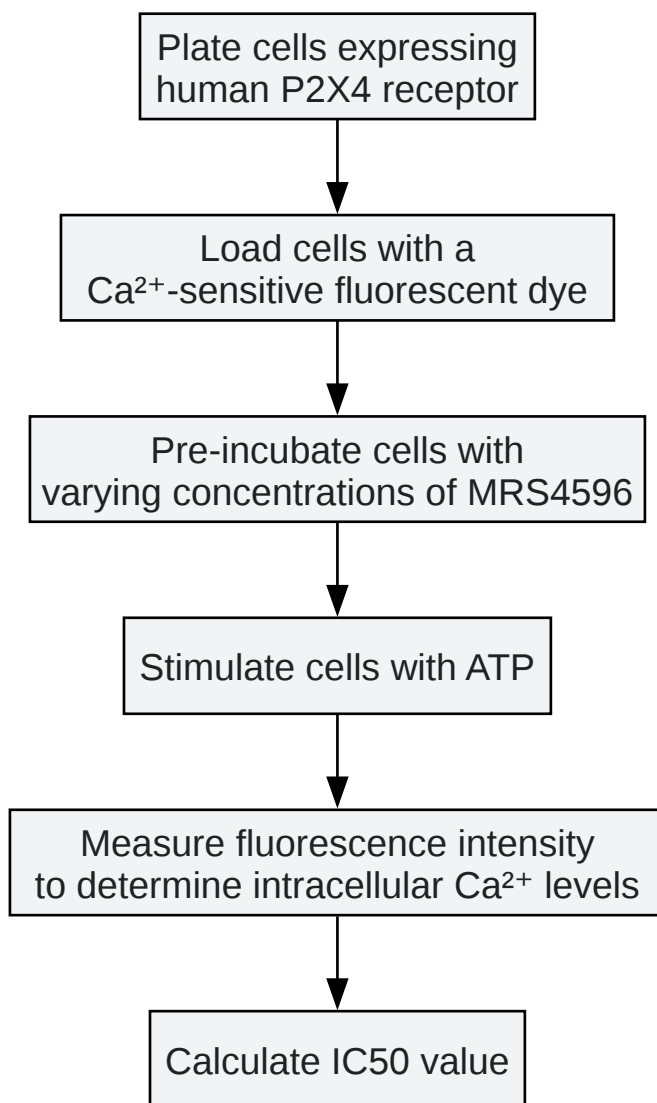 Plate cells expressing
human P2X4 receptor
Load cells with a
Ca²⁺-sensitive fluorescent dye
Pre-incubate cells with
varying concentrations of MRS4596
Stimulate cells with ATP
Measure fluorescence intensity
to determine intracellular Ca²⁺ levels
Calculate IC50 value